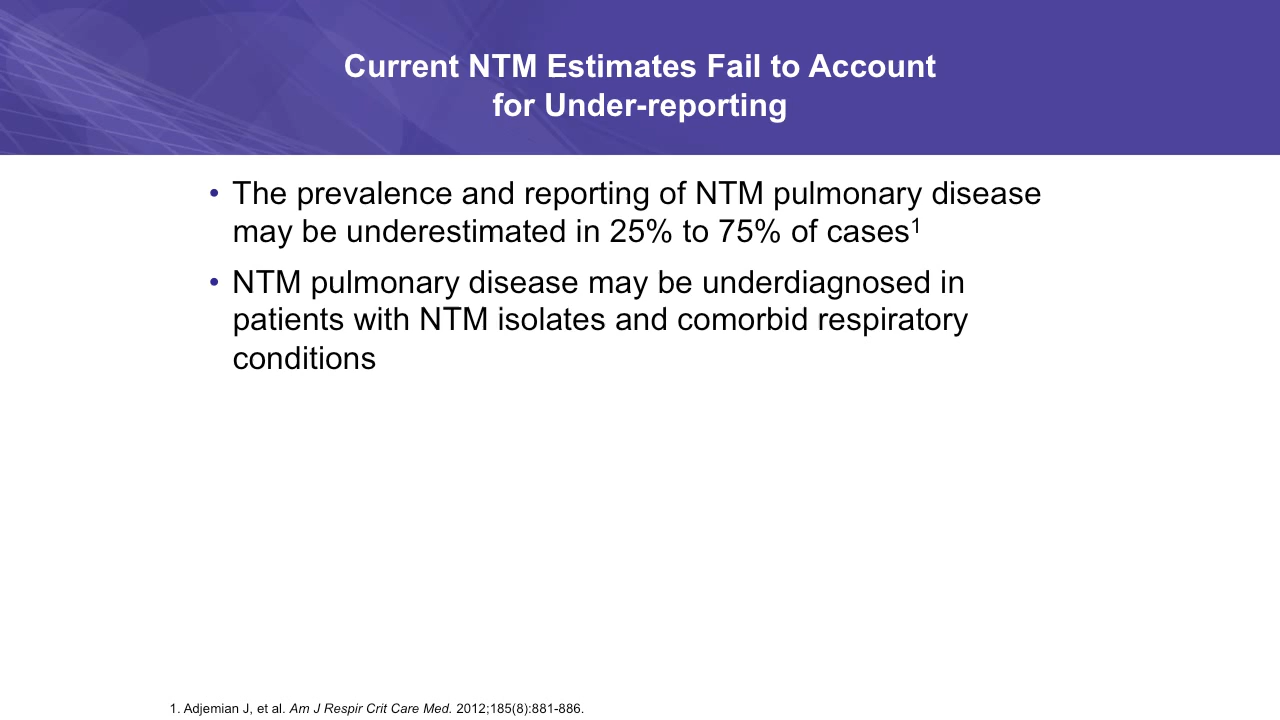 Current NTM Estimates Fail to Account
for Under-reporting
• The prevalence and reporting of NTM pulmonary disease
may be underestimated in 25% to 75% of cases¹
• NTM pulmonary disease may be underdiagnosed in
patients with NTM isolates and comorbid respiratory
conditions
1. Adjemian J, et al. Am J Respir Crit Care Med. 2012;185(8):881-886.